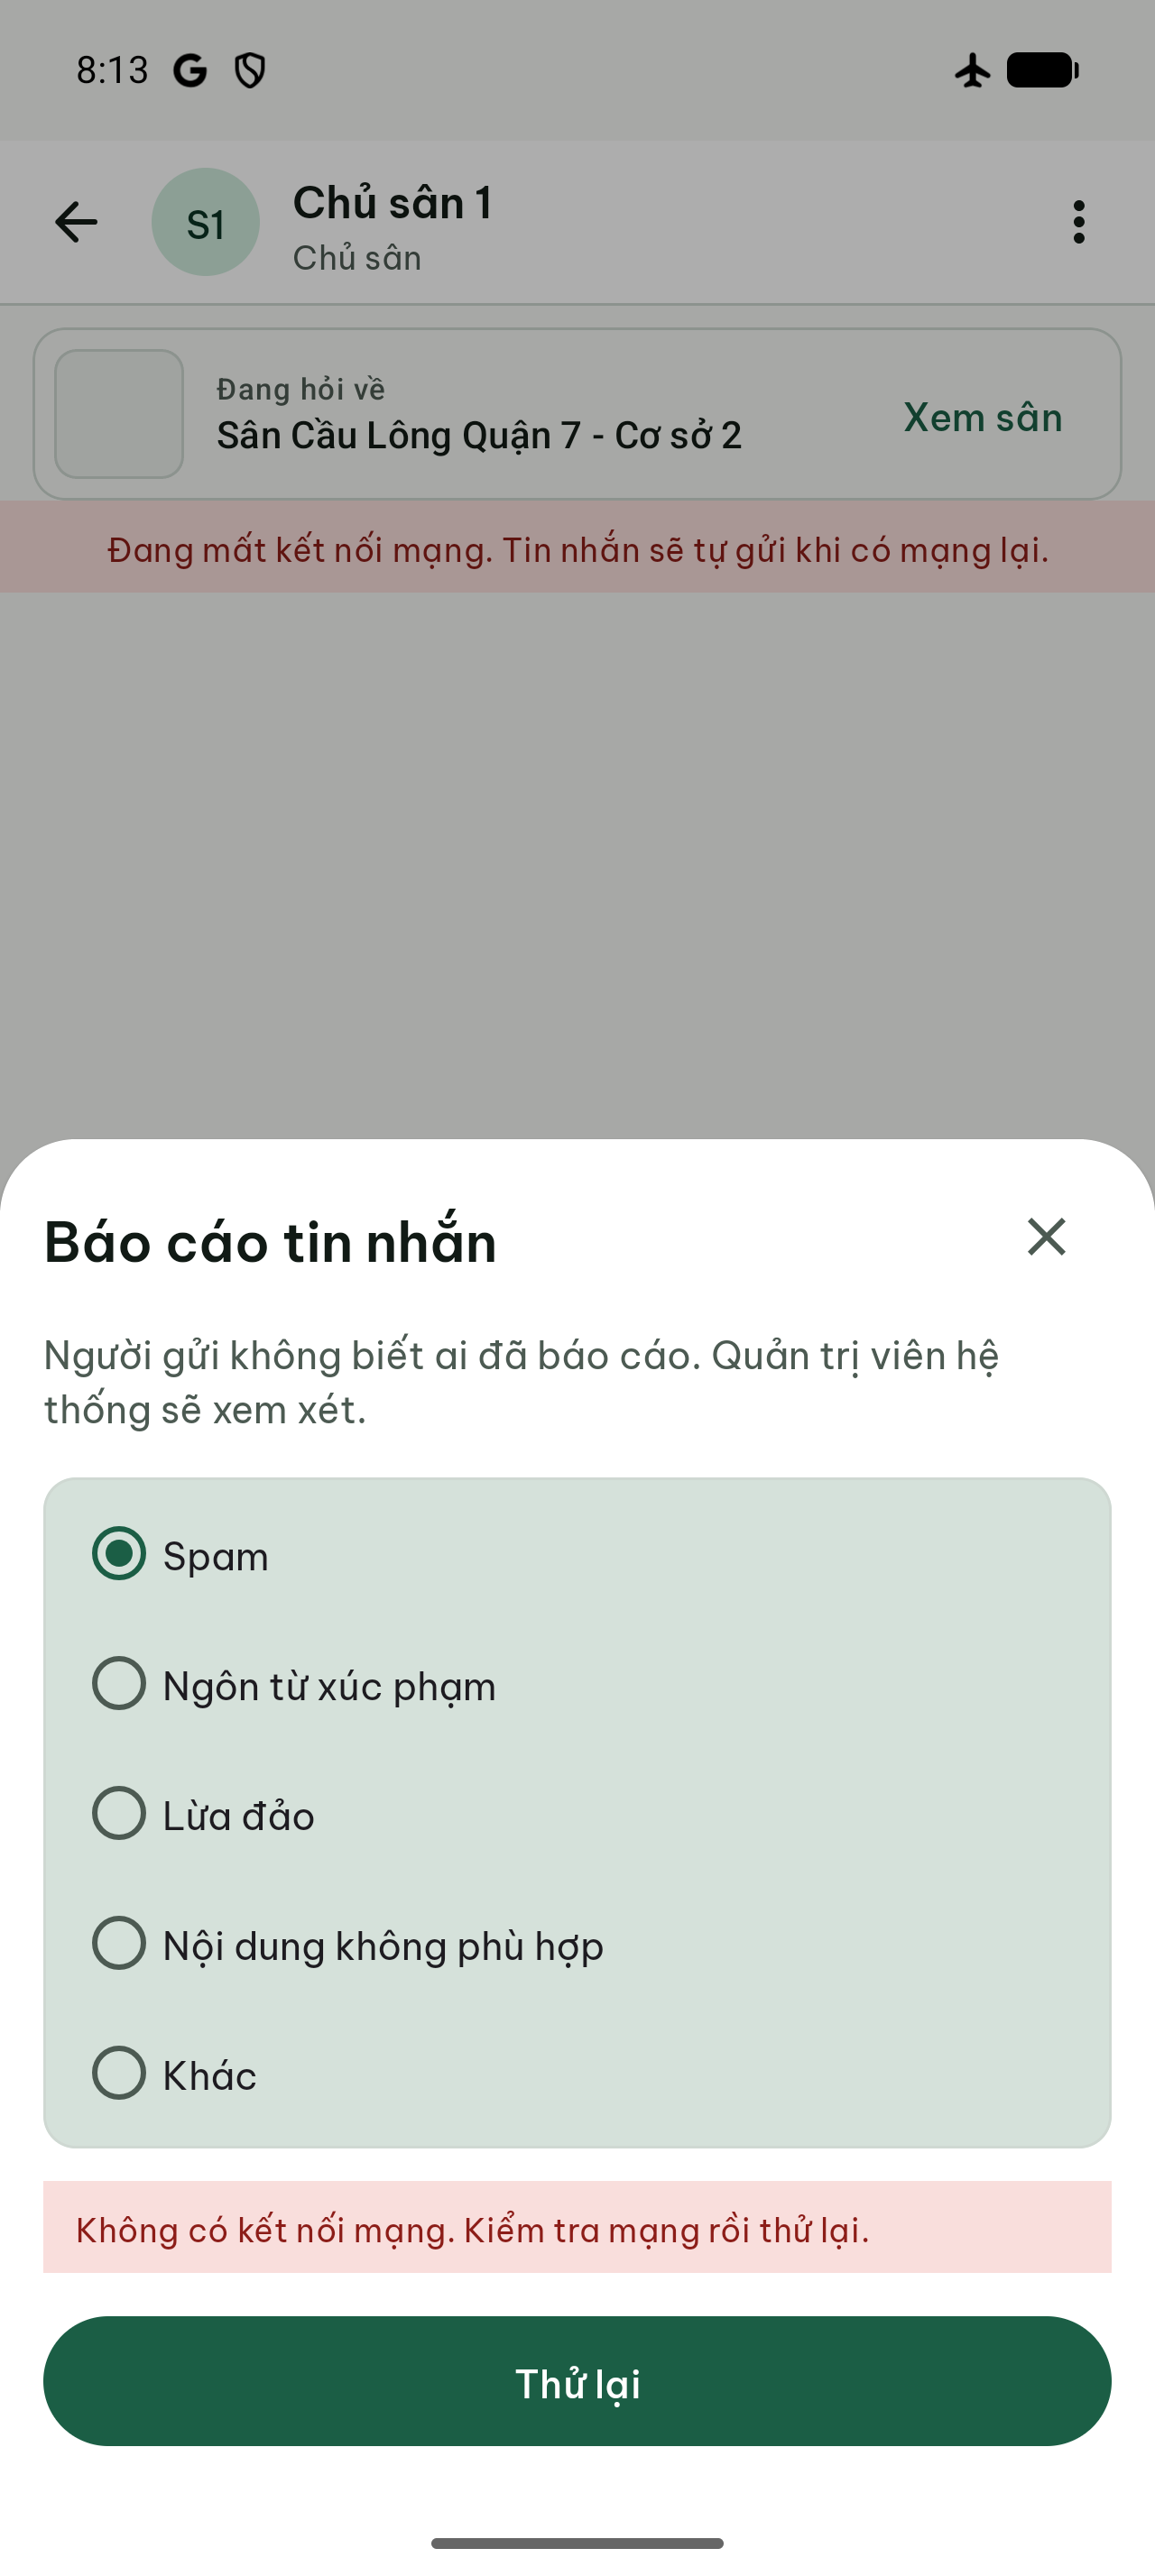 8:13
S1
Chủ sân 1
Chủ sân
Đang hỏi về
Sân Cầu Lông Quận 7 - Cơ sở 2
Xem sân
Đang mất kết nối mạng. Tin nhắn sẽ tự gửi khi có mạng lại.
Báo cáo tin nhắn
Người gửi không biết ai đã báo cáo. Quản trị viên hệ
thống sẽ xem xét.
Spam
Ngôn từ xúc phạm
Lừa đảo
Nội dung không phù hợp
Khác
Không có kết nối mạng. Kiểm tra mạng rồi thử lại.
Thử lại